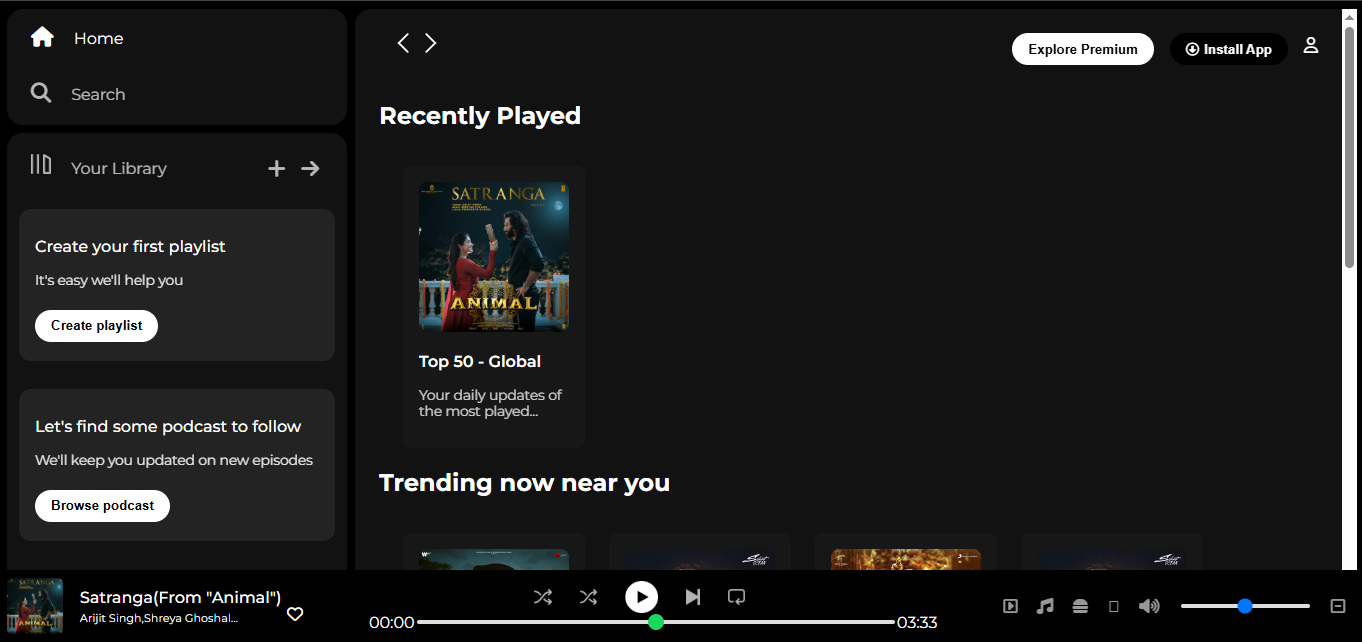 Home
Search
Your Library
Create your first playlist
It's easy we'll help you
Create playlist
Let's find some podcast to follow
We'll keep you updated on new episodes
Browse podcast
Explore Premium
Install App
Recently Played
SATRANGA
ANIMAL
Top 50 - Global
Your daily updates of
the most played...
Trending now near you
SATRANGA
ANIMAL
Satranga(From "Animal")
Arijit Singh,Shreya Ghoshal...
00:00
03:33